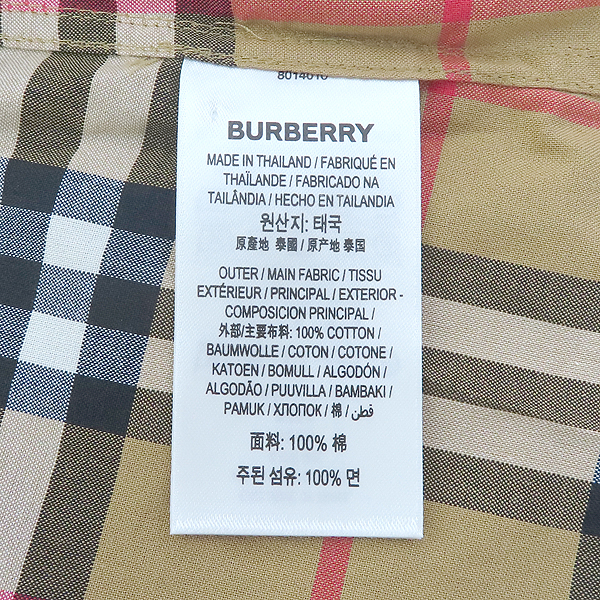 8014010
BURBERRY
MADE IN THAILAND / FABRIQUÉ EN
THAÏLANDE / FABRICADO NA
TAILÂNDIA / HECHO EN TAILANDIA
원산지: 태국
原產地 泰國 / 原产地 泰国
OUTER / MAIN FABRIC / TISSU
EXTÉRIEUR / PRINCIPAL / EXTERIOR -
COMPOSICION PRINCIPAL /
外部/主要布料: 100% COTTON /
BAUMWOLLE / COTON / COTONE /
KATOEN / BOMULL / ALGODÓN /
ALGODÃO / PUUVILLA / BAMBAKI /
PAMUK / ХЛОПОК / 棉 / قطن
面料: 100% 棉
주된 섬유: 100% 면